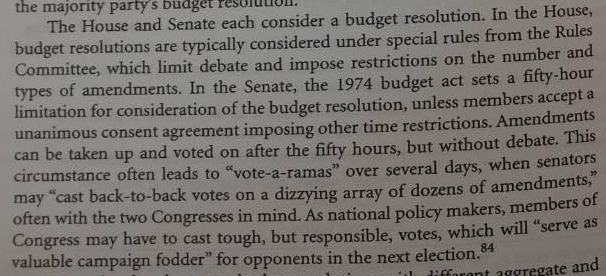 the majority party's budget resolution.
The House and Senate each consider a budget resolution. In the House,
budget resolutions are typically considered under special rules from the Rules
Committee, which limit debate and impose restrictions on the number and
types of amendments. In the Senate, the 1974 budget act sets a fifty-hour
limitation for consideration of the budget resolution, unless members accept a
unanimous consent agreement imposing other time restrictions. Amendments
can be taken up and voted on after the fifty hours, but without debate. This
circumstance often leads to “vote-a-ramas” over several days, when senators
may “cast back-to-back votes on a dizzying array of dozens of amendments,”
often with the two Congresses in mind. As national policy makers, members of
Congress may have to cast tough, but responsible, votes, which will “serve as
valuable campaign fodder” for opponents in the next election.84
different aggregate and